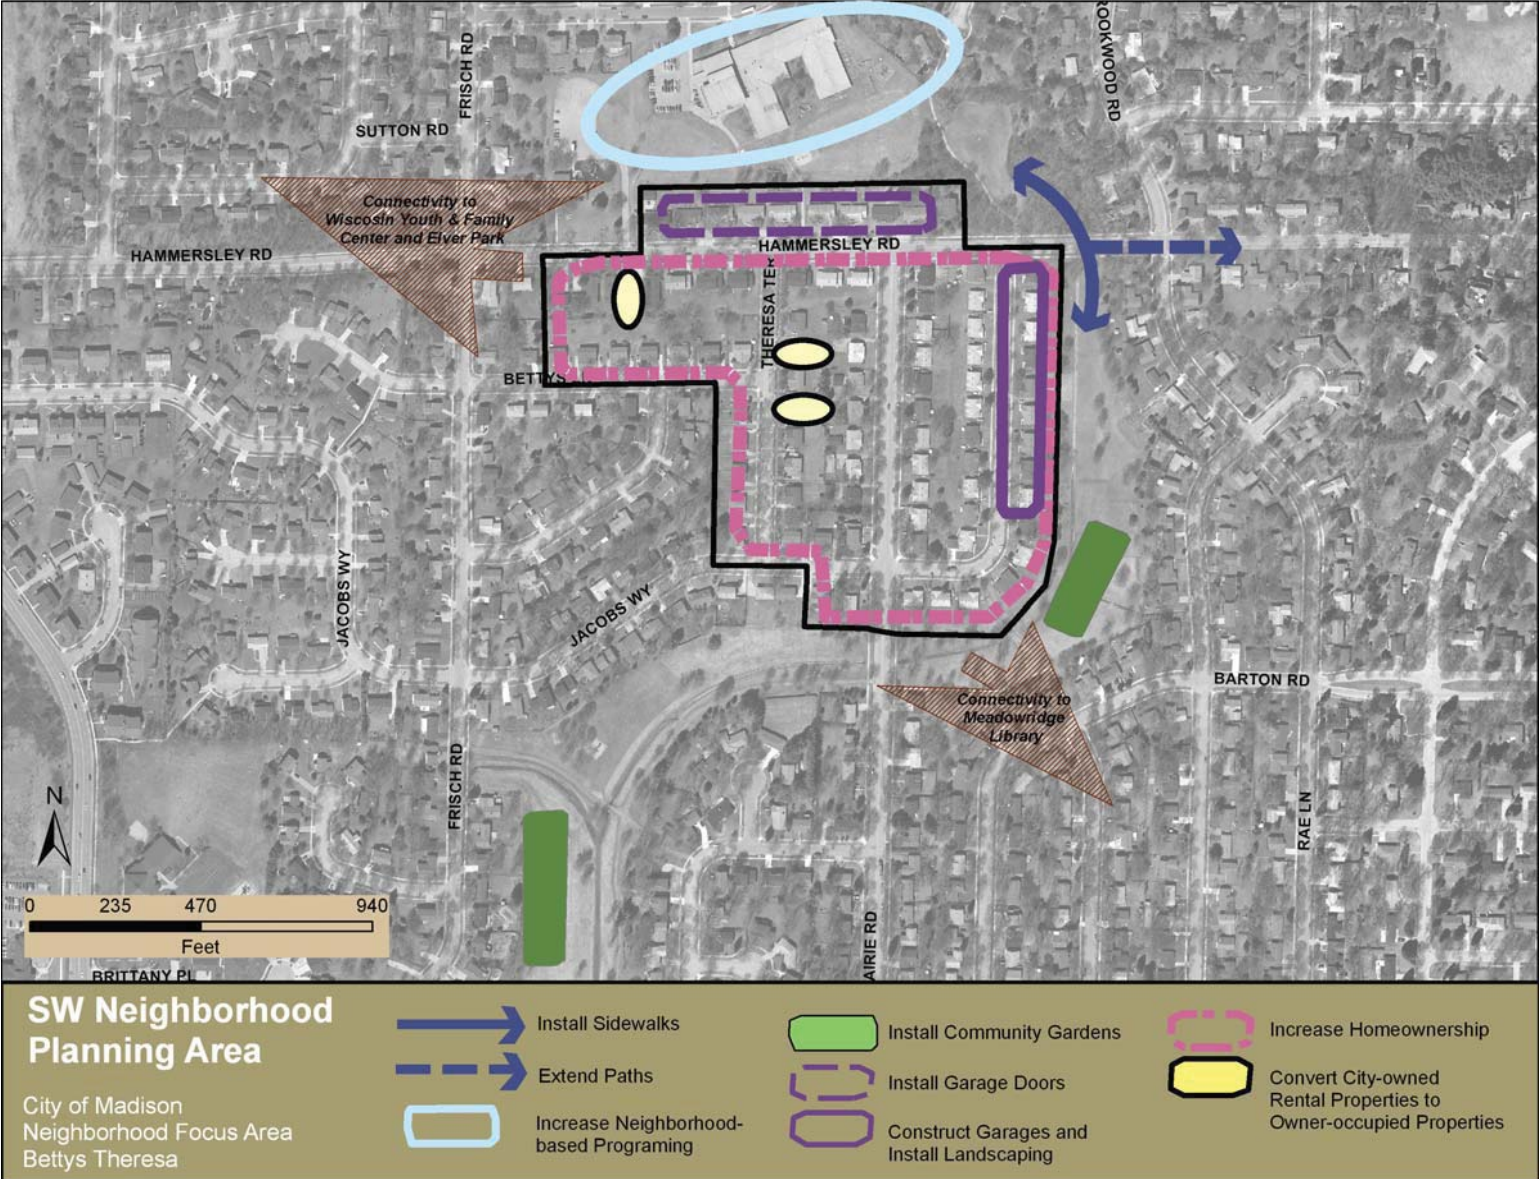 ROOKWOOD RD
FRISCH RD
SUTTON RD
Connectivity to
Wiscosin Youth & Family
Center and Elver Park
HAMMERSLEY RD
HAMMERSLEY RD
THERESA TER
BETTYS
JACOBS WY
JACOBS WY
BARTON RD
Connectivity to
Meadowridge
Library
FRISCH RD
RAE LN
AIRIE RD
N
0 235 470 940
Feet
BRITTANY PL
SW Neighborhood
Planning Area
City of Madison
Neighborhood Focus Area
Bettys Theresa
Install Sidewalks
Extend Paths
Increase Neighborhood-
based Programing
Install Community Gardens
Install Garage Doors
Construct Garages and
Install Landscaping
Increase Homeownership
Convert City-owned
Rental Properties to
Owner-occupied Properties